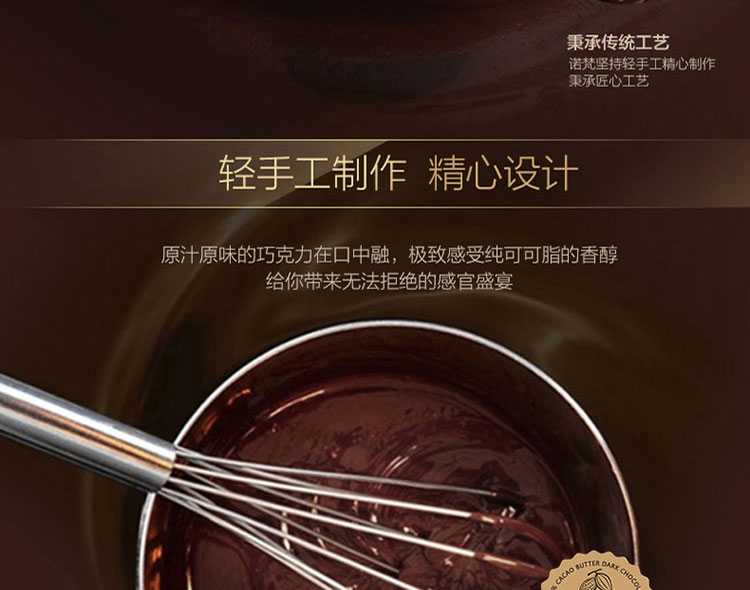 秉承传统工艺
诺梵坚持轻手工精心制作
秉承匠心工艺
轻手工制作 精心设计
原汁原味的巧克力在口中融，极致感受纯可可脂的香醇
给你带来无法拒绝的感官盛宴
% CACAO BUTTER DARK